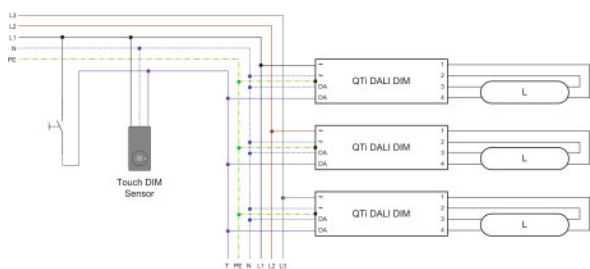 L3
L2
L1
N
PE
~
~
DA
DA
QTi DALI DIM
1
2
3
4
L
~
~
DA
DA
QTi DALI DIM
1
2
3
4
L
Touch DIM
Sensor
~
~
DA
DA
QTi DALI DIM
1
2
3
4
L
T PE N L1 L2 L3